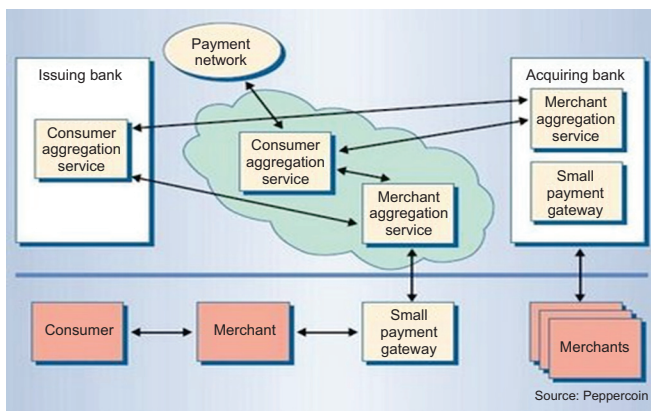 Payment
network
Issuing bank
Acquiring bank
Consumer
aggregation
service
Consumer
aggregation
service
Merchant
aggregation
service
Merchant
aggregation
service
Small
payment
gateway
Consumer
Merchant
Small
payment
gateway
Merchants
Source: Peppercoin